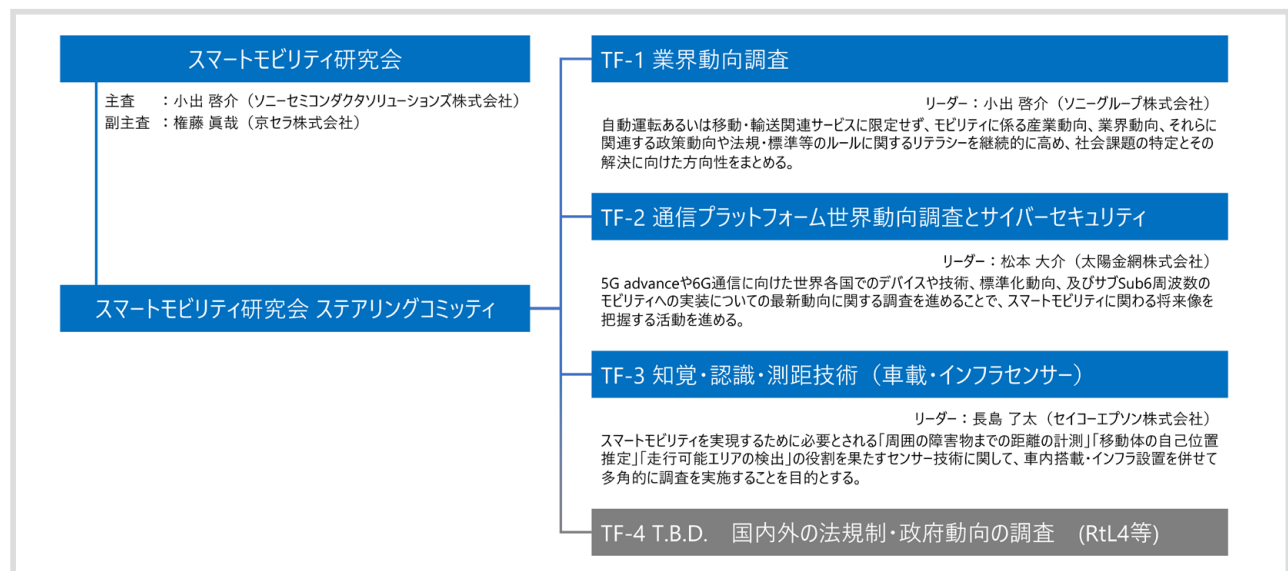 スマートモビリティ研究会
主査　：小出 啓介（ソニーセミコンダクタソリューションズ株式会社）
副主査：権藤 眞哉（京セラ株式会社）
スマートモビリティ研究会 ステアリングコミッティ
TF-1 業界動向調査
リーダー：小出 啓介（ソニーグループ株式会社）
自動運転あるいは移動・輸送関連サービスに限定せず、モビリティに係る産業動向、業界動向、それらに
関連する政策動向や法規・標準等のルールに関するリテラシーを継続的に高め、社会課題の特定とその
解決に向けた方向性をまとめる。
TF-2 通信プラットフォーム世界動向調査とサイバーセキュリティ
リーダー：松本 大介（太陽金網株式会社）
5G advanceや6G通信に向けた世界各国でのデバイスや技術、標準化動向、及びサブSub6周波数の
モビリティへの実装についての最新動向に関する調査を進めることで、スマートモビリティに関わる将来像を
把握する活動を進める。
TF-3 知覚・認識・測距技術（車載・インフラセンサー）
リーダー：長島 了太（セイコーエプソン株式会社）
スマートモビリティを実現するために必要とされる「周囲の障害物までの距離の計測」「移動体の自己位置
推定」「走行可能エリアの検出」の役割を果たすセンサー技術に関して、車内搭載・インフラ設置を併せて
多角的に調査を実施することを目的とする。
TF-4 T.B.D.　国内外の法規制・政府動向の調査　(RtL4等)